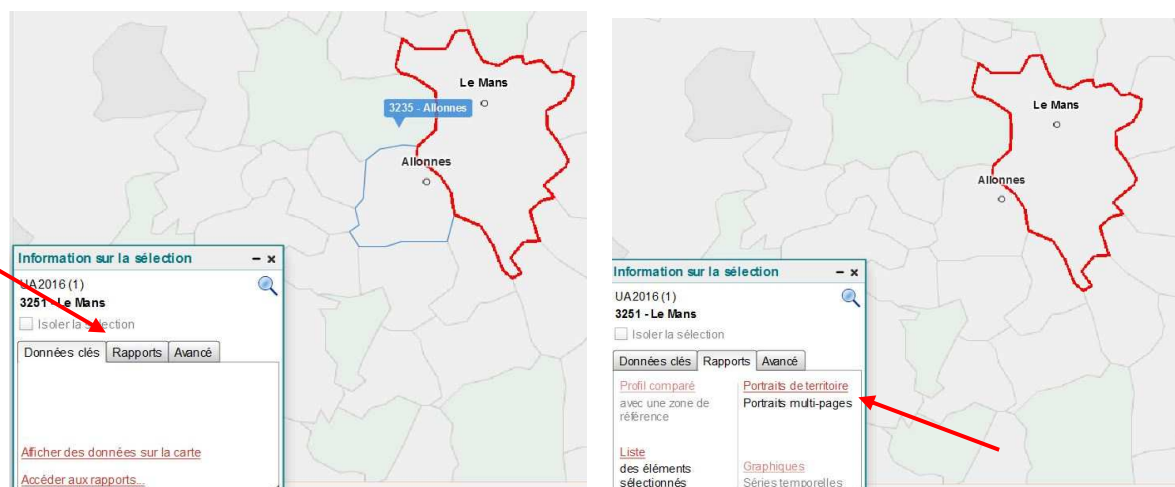 Le Mans
3235 - Allonnes
Allonnes
Information sur la sélection
UA2016 (1)
3251 - Le Mans
Isoler la sélection
Données clés
Rapports
Avancé
Afficher des données sur la carte
Accéder aux rapports...
Le Mans
Allonnes
Information sur la sélection
UA2016 (1)
3251 - Le Mans
Isoler la sélection
Données clés
Rapports
Avancé
Profil comparé
avec une zone de
référence
Portraits de territoire
Portraits multi-pages
Liste
des éléments
sélectionnés
Graphiques
Séries temporelles